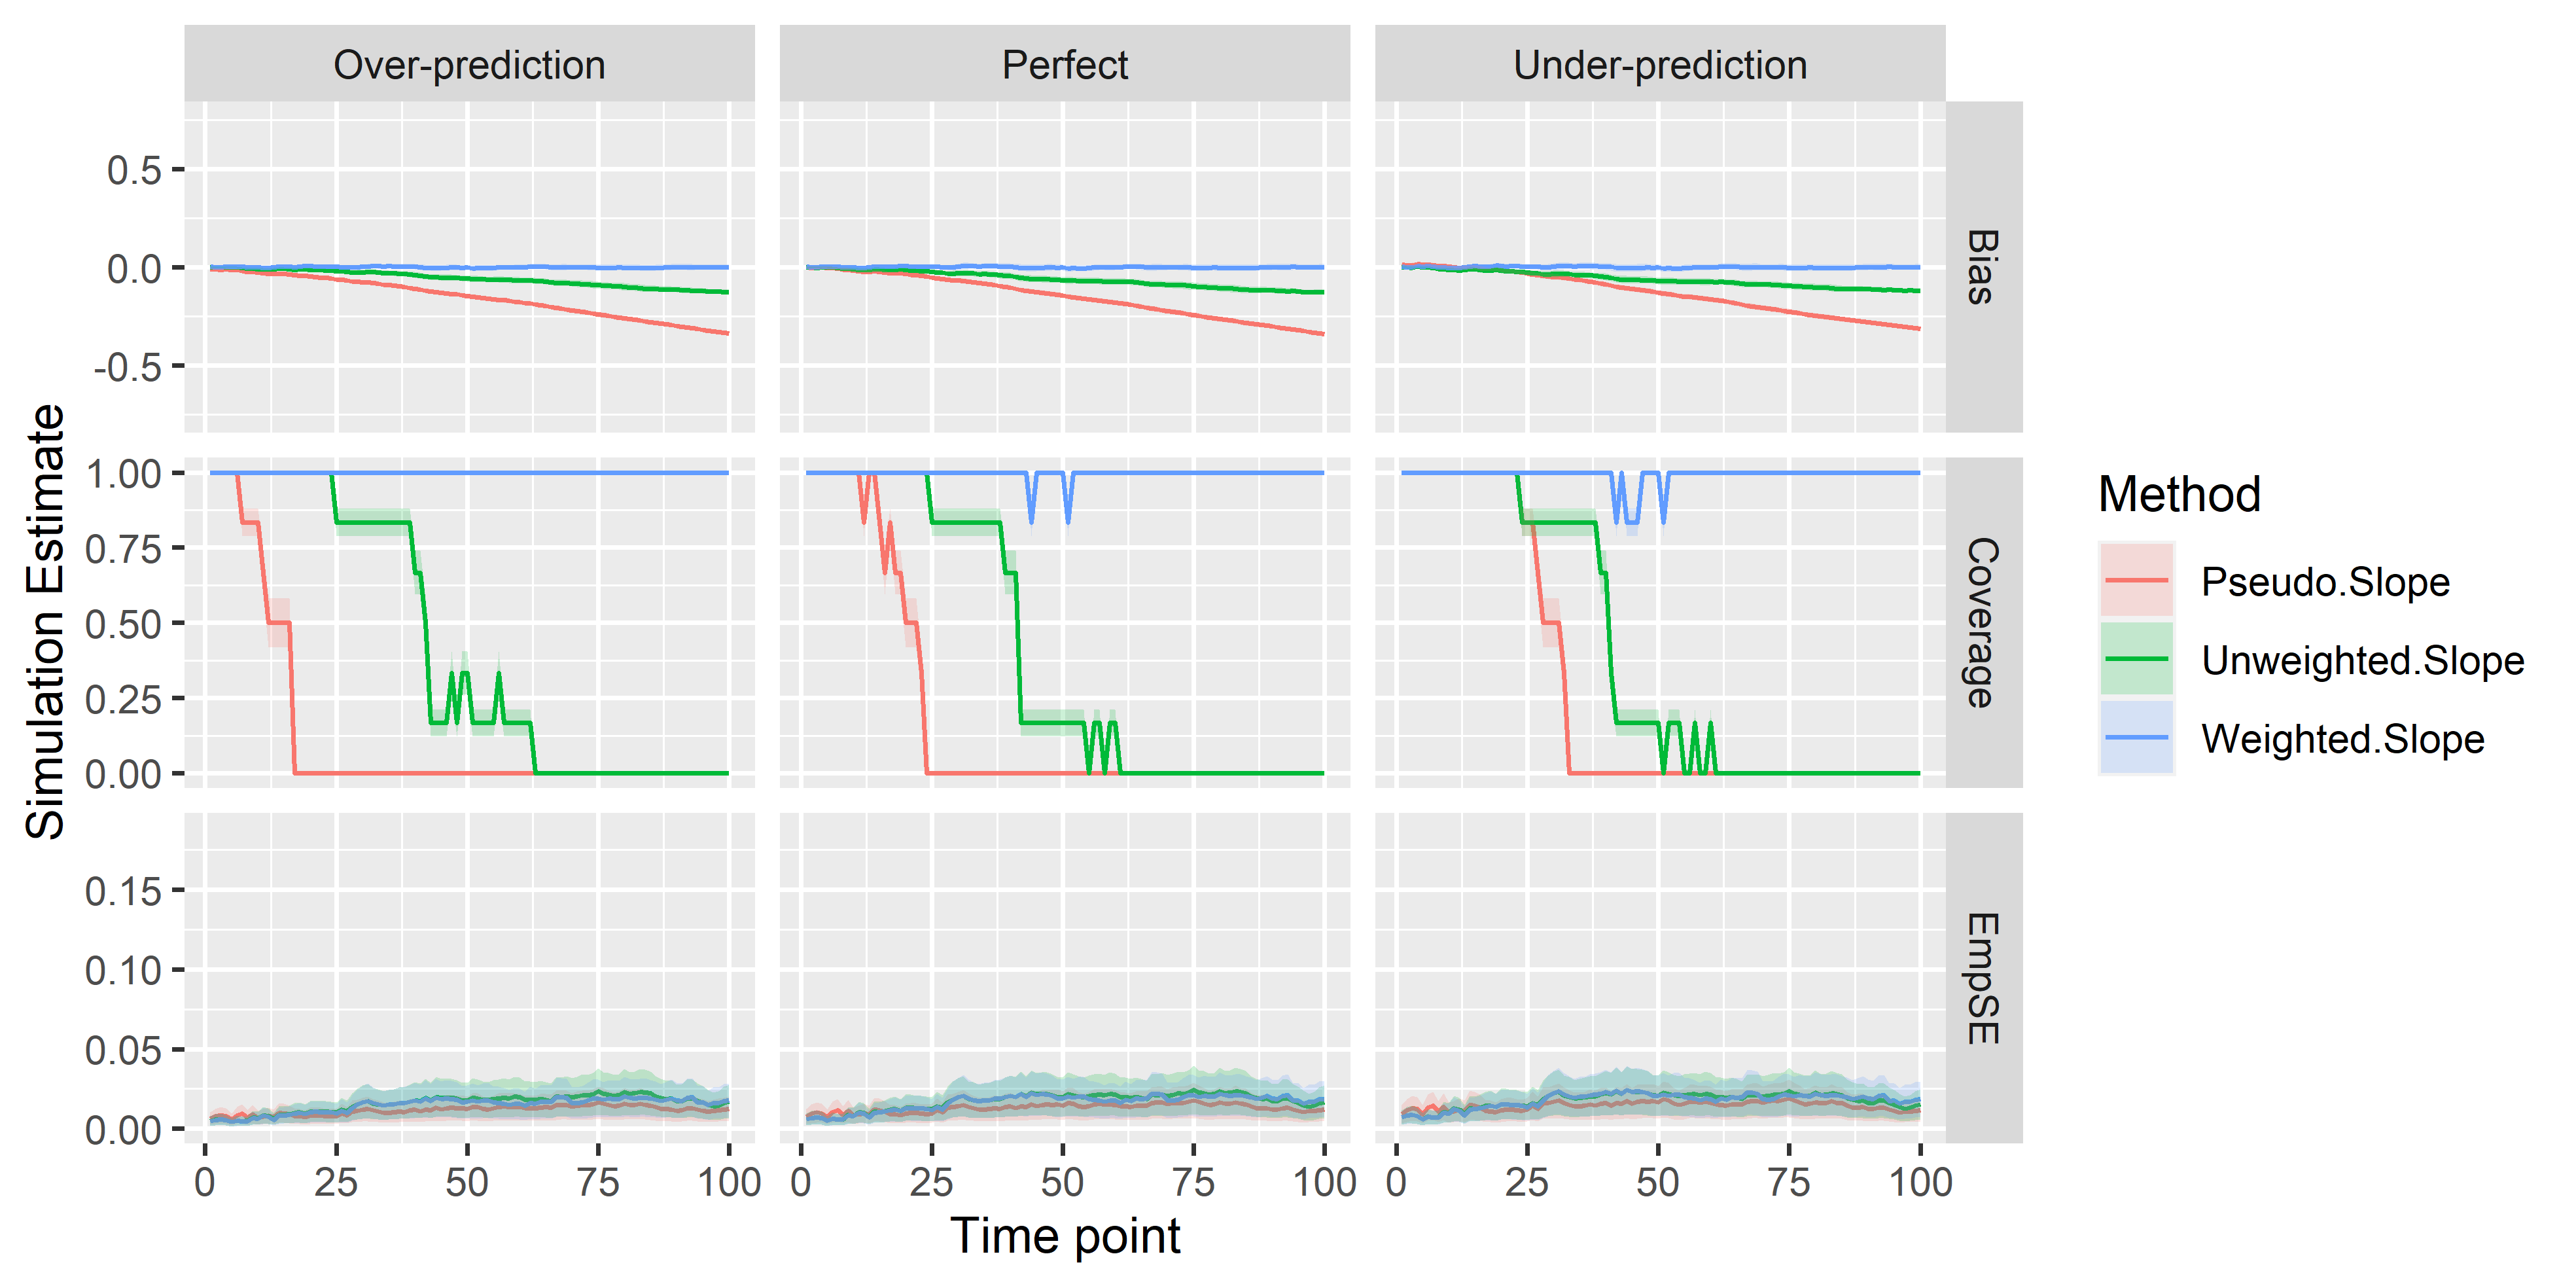 Over-prediction
Perfect
Under-prediction
Simulation Estimate
0.5
0.0
-0.5
Bias
1.00
0.75
0.50
0.25
0.00
Coverage
0.15
0.10
0.05
0.00
EmpSE
0 25 50 75 100
0 25 50 75 100
0 25 50 75 100
Time point
Method
Pseudo.Slope
Unweighted.Slope
Weighted.Slope